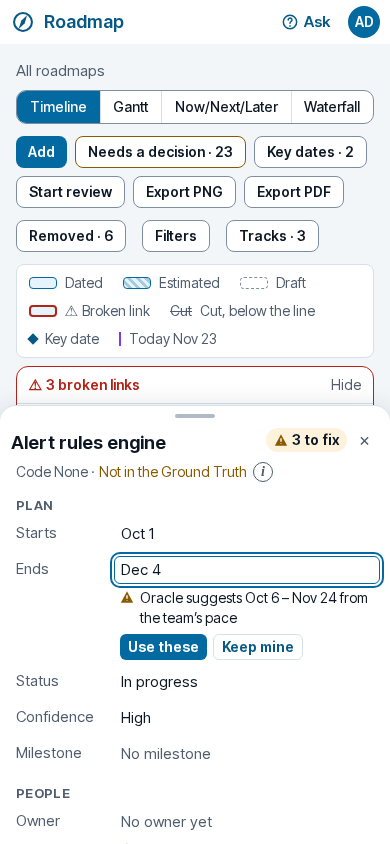 Roadmap
Ask
AD
All roadmaps
Timeline Gantt Now/Next/Later Waterfall
Add Needs a decision · 23 Key dates · 2
Start review Export PNG Export PDF
Removed · 6 Filters Tracks · 3
Dated Estimated Draft
⚠ Broken link Cut Cut, below the line
Key date Today Nov 23
⚠ 3 broken links Hide
Alert rules engine 3 to fix ×
Code None · Not in the Ground Truth i
PLAN
Starts Oct 1
Ends Dec 4
Oracle suggests Oct 6 – Nov 24 from
the team's pace
Use these Keep mine
Status In progress
Confidence High
Milestone No milestone
PEOPLE
Owner No owner yet